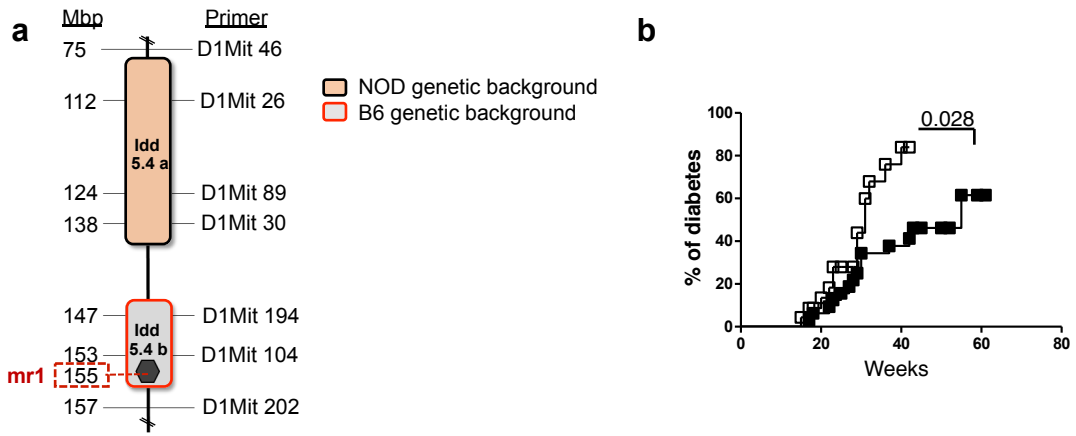 a
Mbp Primer
75 D1Mit 46
112 D1Mit 26
Idd
5.4 a
124 D1Mit 89
138 D1Mit 30
147 D1Mit 194
Idd
5.4 b
153 D1Mit 104
mr1 155
157 D1Mit 202
NOD genetic background
B6 genetic background
b
0.028
% of diabetes
100
80
60
40
20
0
0 20 40 60 80
Weeks